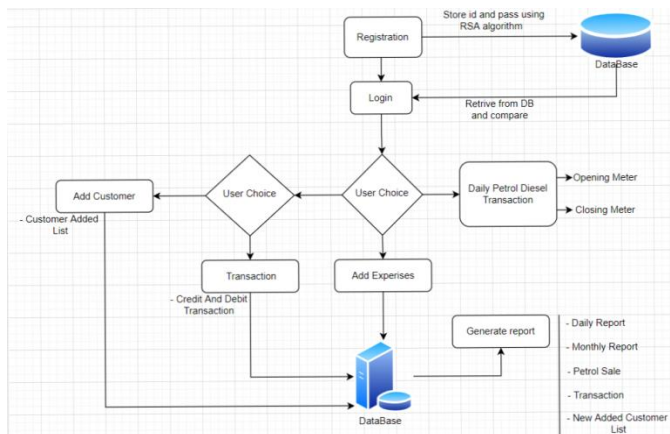 Store id and pass using
RSA algorithm
Registration
DataBase
Login
Retrive from DB
and compare
Add Customer
User Choice
User Choice
Daily Petrol Diesel
Transaction
Opening Meter
Closing Meter
- Customer Added
List
Transaction
Add Experises
- Credit And Debit
Transaction
Generate report
- Daily Report
- Monthly Report
- Petrol Sale
- Transaction
- New Added Customer
List
DataBase